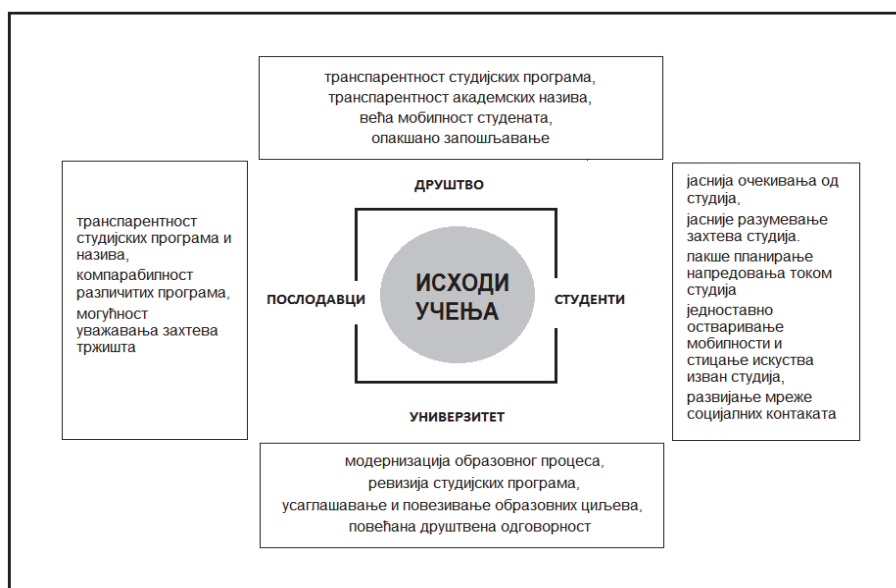 транспарентност студијских програма,
транспарентност академских назива,
већа мобилност студената,
олакшано запошљавање
ДРУШТВО
транспарентност
студијских програма и
назива,
компарабилност
различитих програма,
могућност
уважавања захтева
тржишта
ПОСЛОДАВЦИ
ИСХОДИ
УЧЕЊА
СТУДЕНТИ
јаснија очекивања од
студија,
јасније разумевање
захтева студија.
лакше планирање
напредовања током
студија
једноставно
остваривање
мобилности и
стицање искуства
изван студија,
развијање мреже
социјалних контаката
УНИВЕРЗИТЕТ
модернизација образовног процеса,
ревизија студијских програма,
усаглашавање и повезивање образовних циљева,
повећана друштвена одговорност